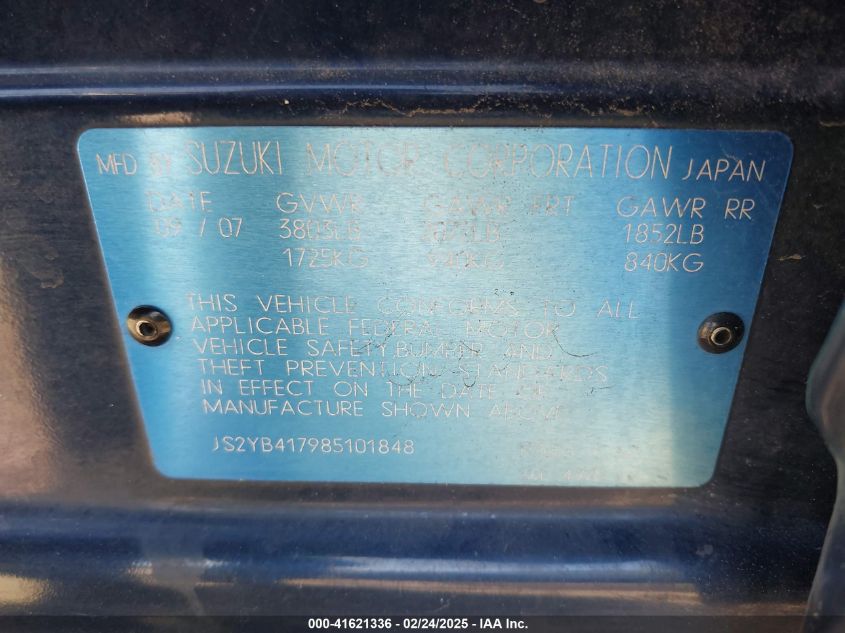 MFD BY SUZUKI MOTOR CORPORATION JAPAN
DATE GVWR GAWR FRT GAWR RR
09 / 07 3803LB 1852LB
1725KG 940KG 840KG
THIS VEHICLE CONFORMS TO ALL
APPLICABLE FEDERAL MOTOR
VEHICLE SAFETY,BUMPER AND
THEFT PREVENTION STANDARDS
IN EFFECT ON THE DATE OF
MANUFACTURE SHOWN ABOVE
JS2YB417985101848
000-41621336 - 02/24/2025 - IAA Inc.